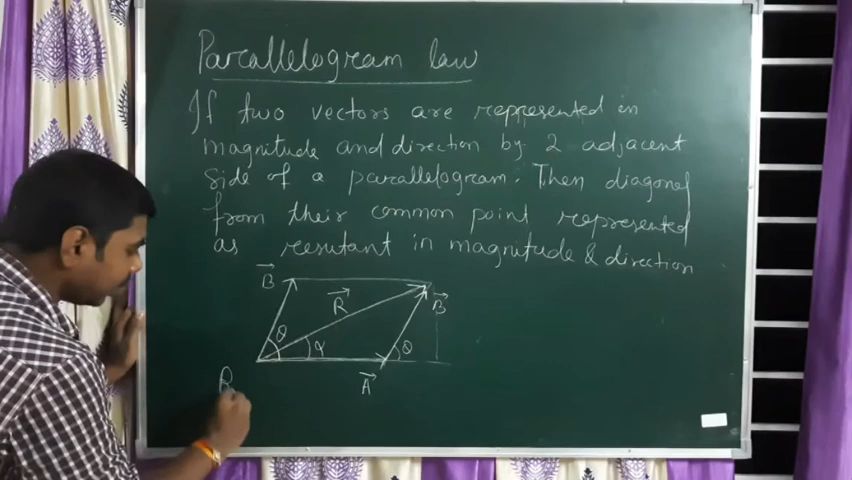 Parallelogram law
If two vectors are represented in
magnitude and direction by 2 adjacent
side of a parallelogram. Then diagonal
from their common point represented
as resutant in magnitude & direction
B
R
B
θ
α
θ
A
R